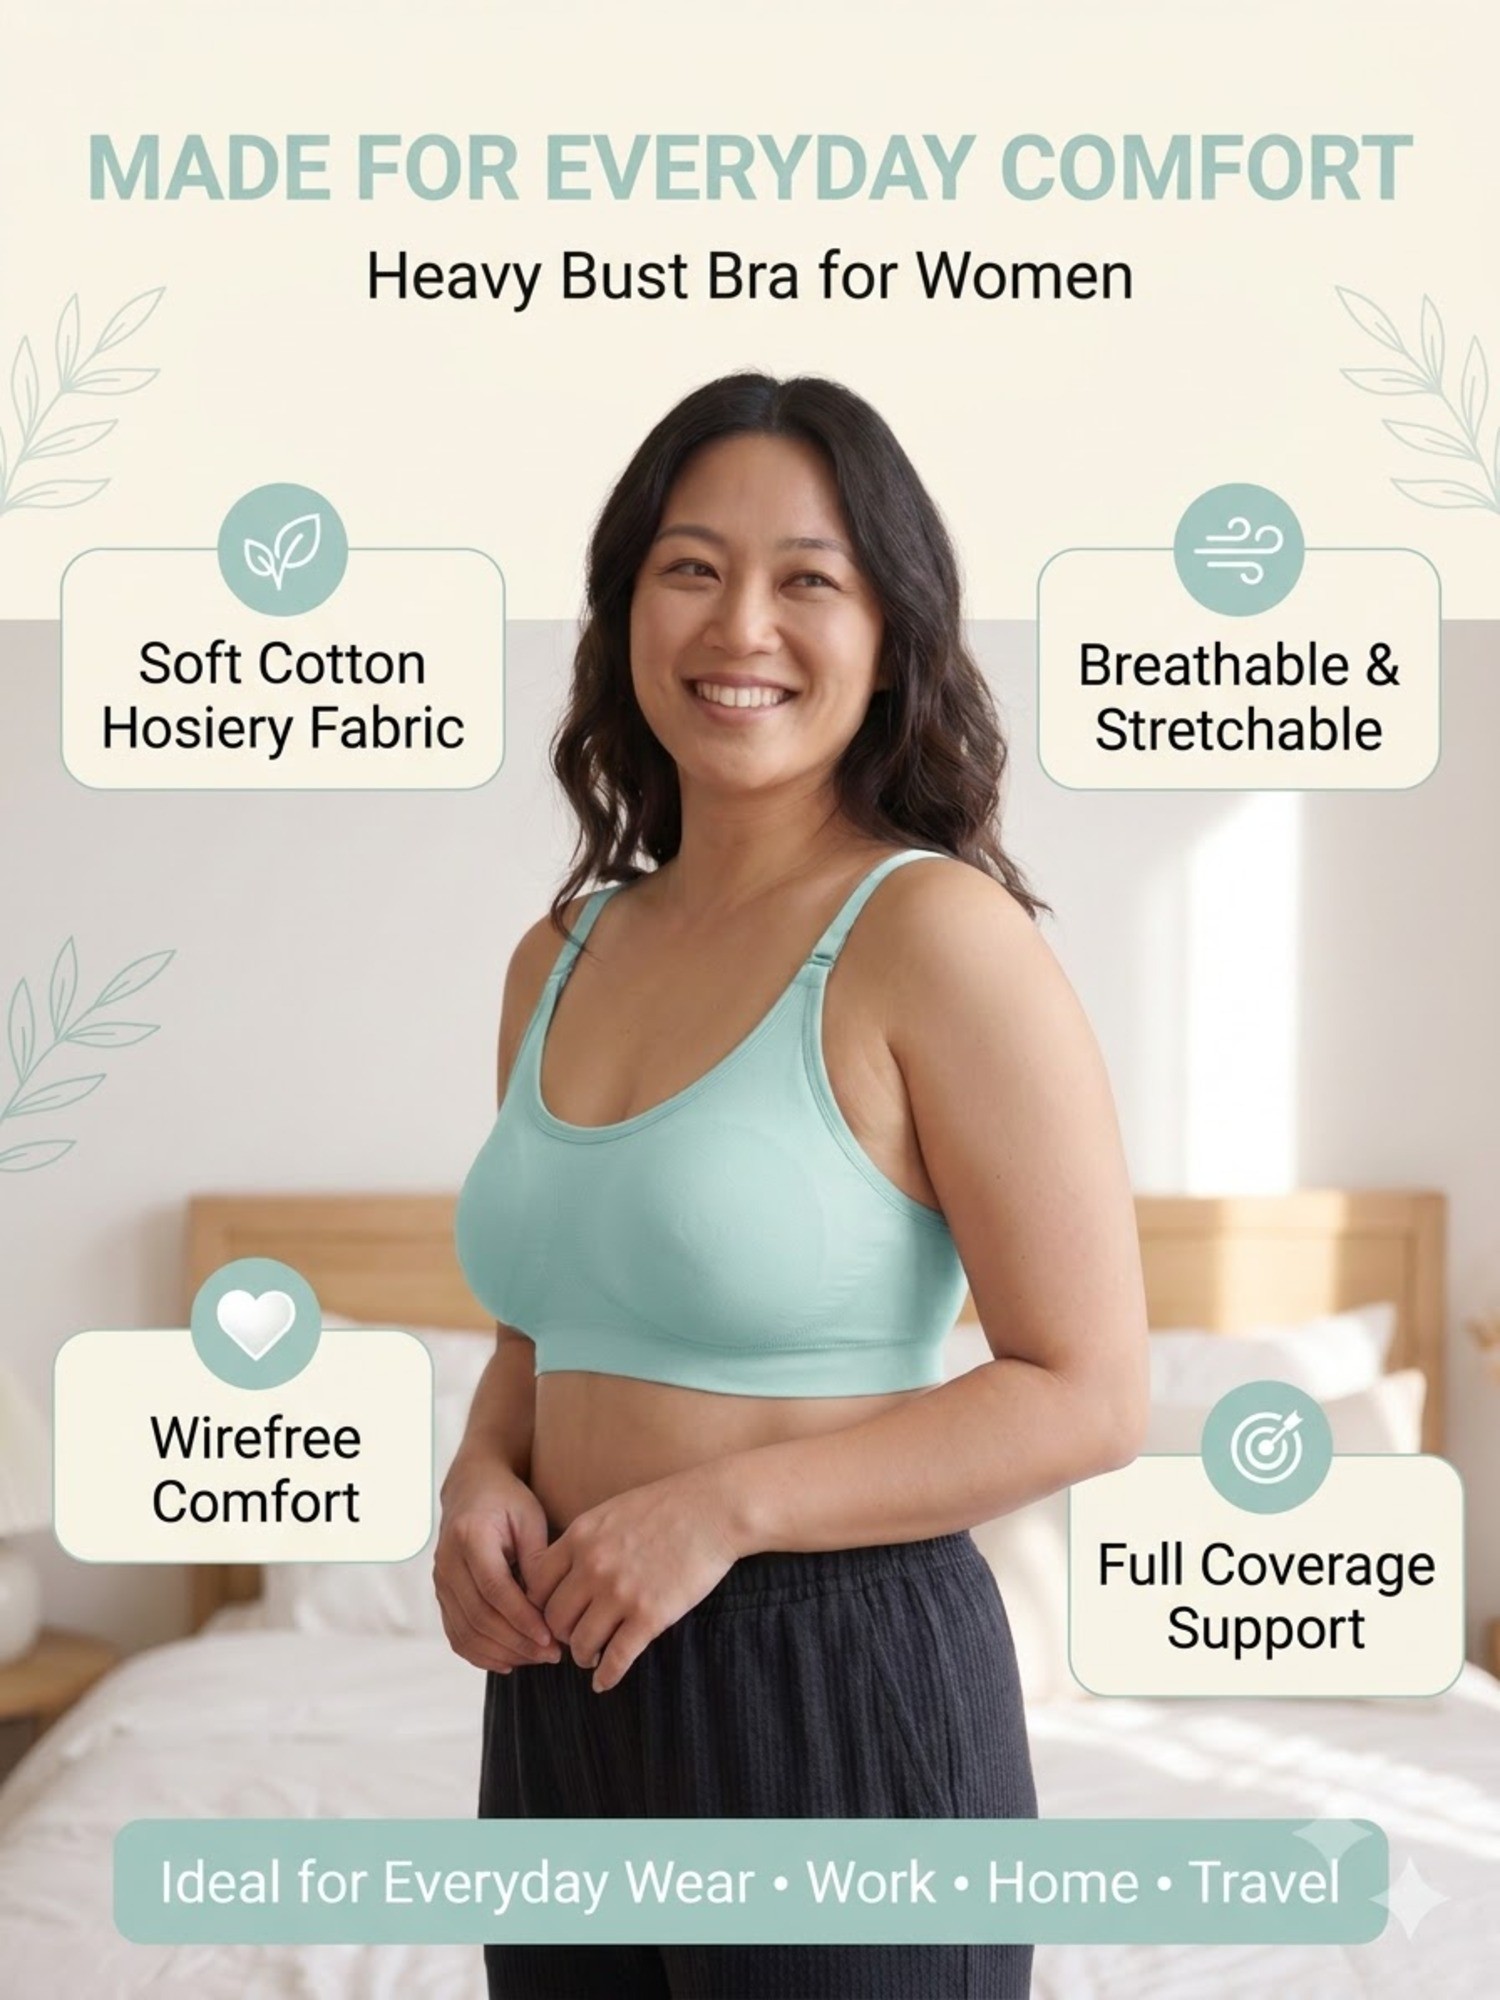 MADE FOR EVERYDAY COMFORT
Heavy Bust Bra for Women
Soft Cotton
Hosiery Fabric
Breathable &
Stretchable
Wirefree
Comfort
Full Coverage
Support
Ideal for Everyday Wear • Work • Home • Travel